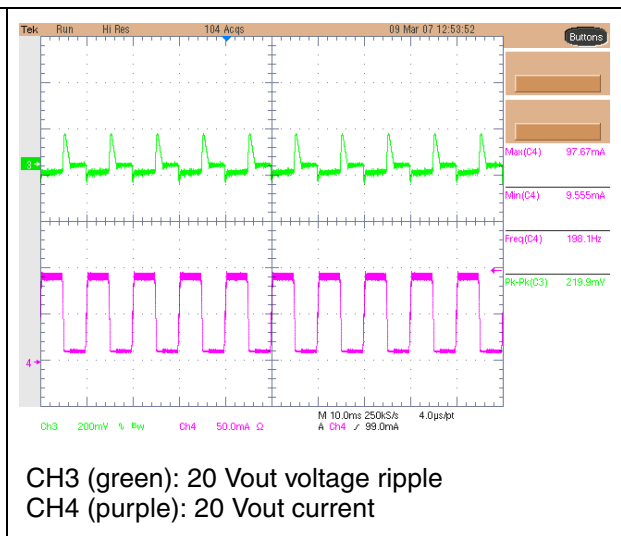 Tek Run Hi Res 104 Acqs 09 Mar 07 12:53:52
Buttons
3
Max(C4) 97.67mA
Min(C4) 9.555mA
Freq(C4) 198.1Hz
Pk-Pk(C3) 219.9mV
4
M 10.0ms 250kS/s 4.0µs/pt
Ch3 200mV % Bw Ch4 50.0mA Ω A Ch4 99.0mA
CH3 (green): 20 Vout voltage ripple
CH4 (purple): 20 Vout current